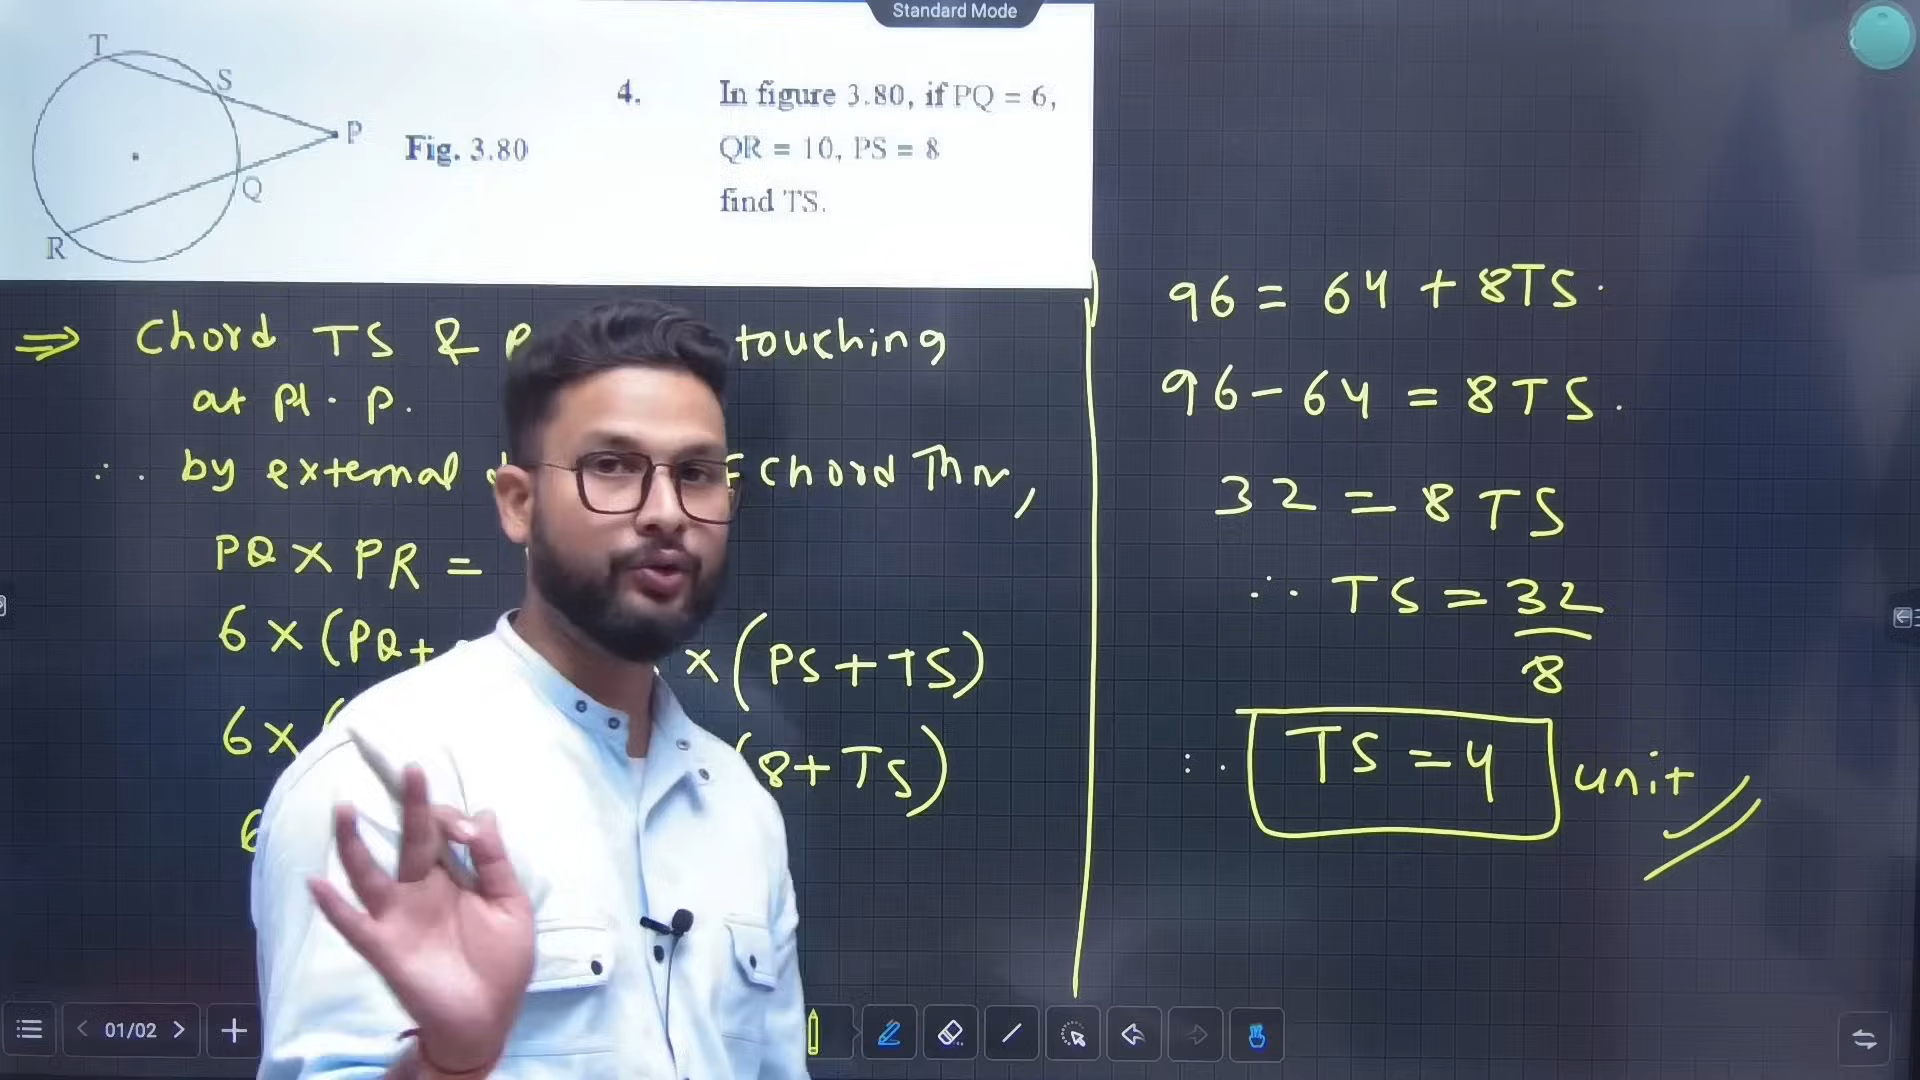 Standard Mode
T
S
P
Q
R
Fig. 3.80
4. In figure 3.80, if PQ = 6,
QR = 10, PS = 8
find TS.
⇒ Chord TS & touching
at pt. p.
∴ by external chord Thm,
PQ × PR =
6 × (PQ+ × (PS + TS)
6 × ( (8 + TS)
6
96 = 64 + 8TS.
96 - 64 = 8TS.
32 = 8TS
∴ TS = 32
8
∴ TS = 4 unit
01/02